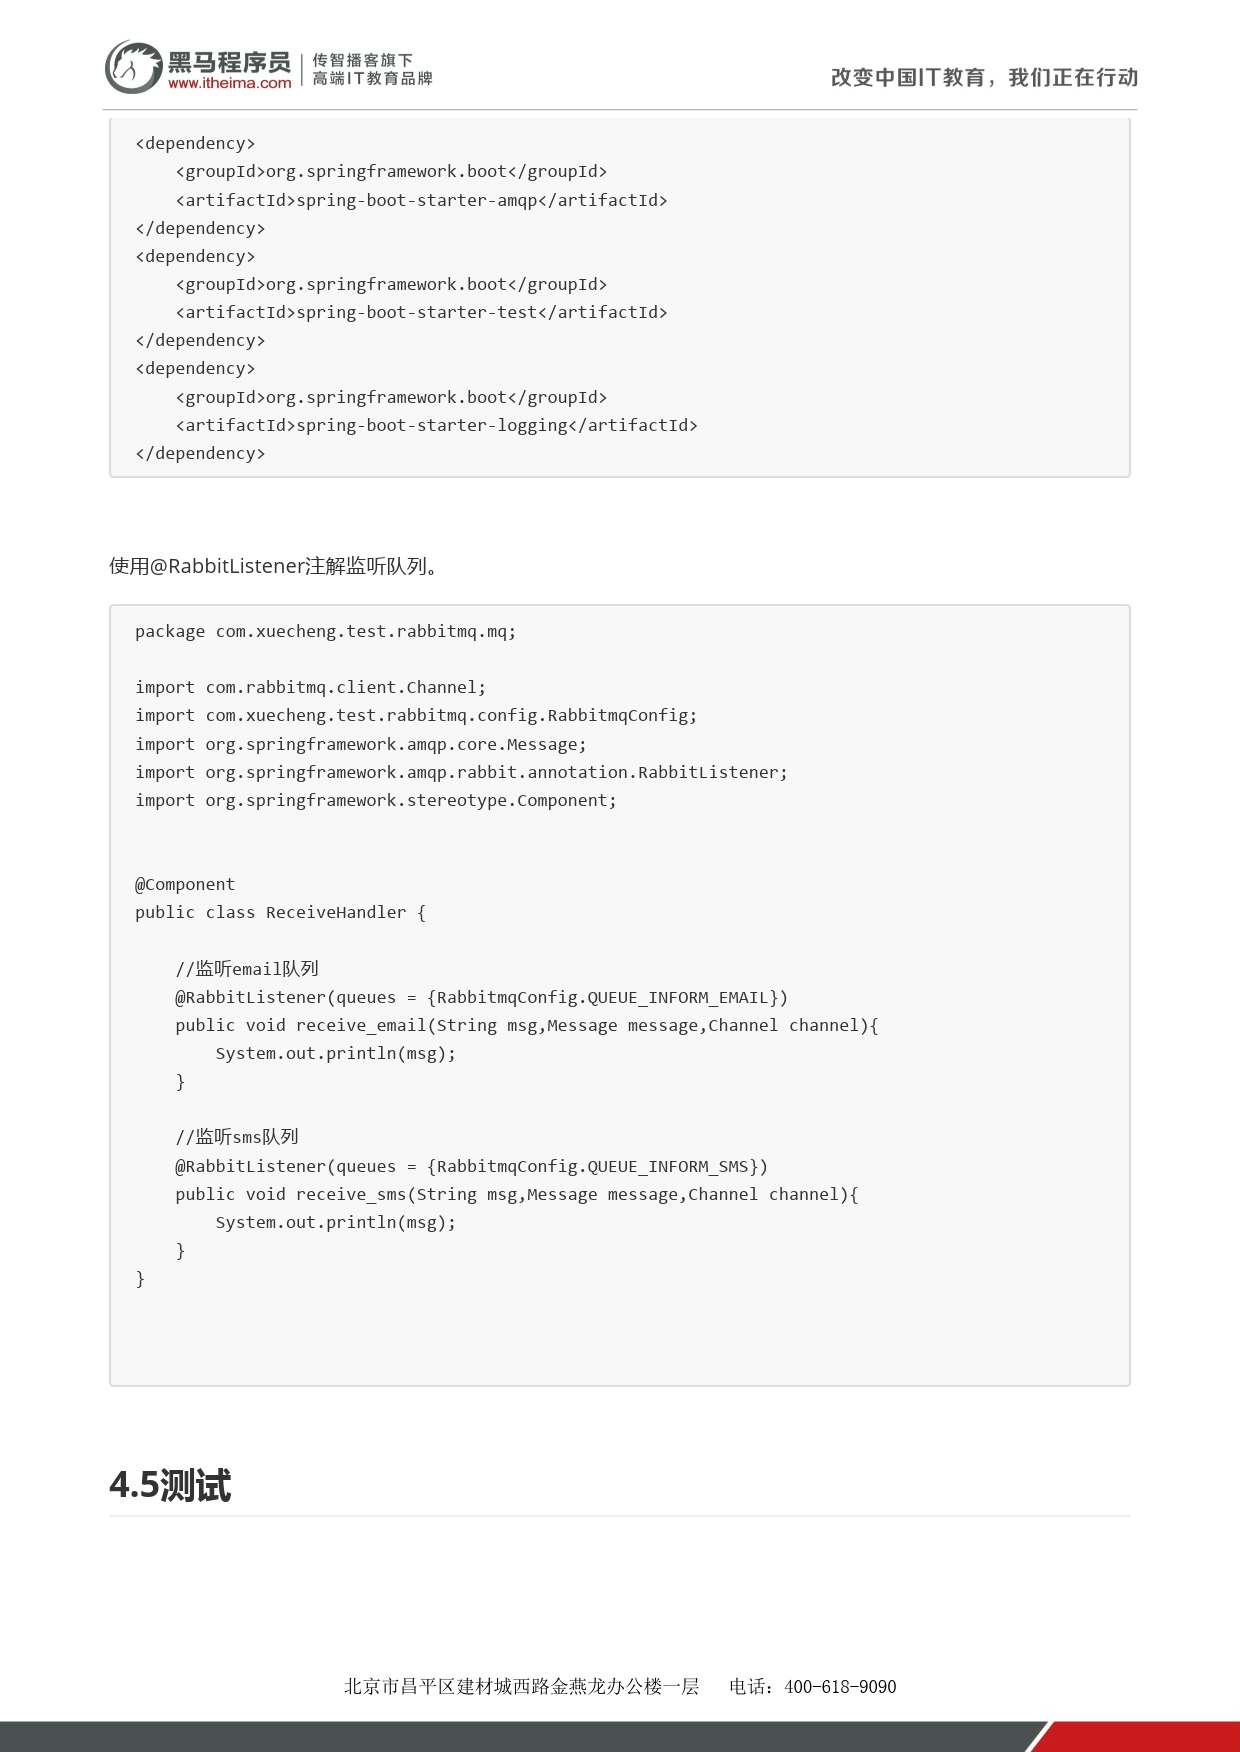 黑马程序员
www.itheima.com
传智播客旗下
高端IT教育品牌
改变中国IT教育，我们正在行动
<dependency>
    <groupId>org.springframework.boot</groupId>
    <artifactId>spring-boot-starter-amqp</artifactId>
</dependency>
<dependency>
    <groupId>org.springframework.boot</groupId>
    <artifactId>spring-boot-starter-test</artifactId>
</dependency>
<dependency>
    <groupId>org.springframework.boot</groupId>
    <artifactId>spring-boot-starter-logging</artifactId>
</dependency>
使用@RabbitListener注解监听队列。
package com.xuecheng.test.rabbitmq.mq;
import com.rabbitmq.client.Channel;
import com.xuecheng.test.rabbitmq.config.RabbitmqConfig;
import org.springframework.amqp.core.Message;
import org.springframework.amqp.rabbit.annotation.RabbitListener;
import org.springframework.stereotype.Component;
@Component
public class ReceiveHandler {
    //监听email队列
    @RabbitListener(queues = {RabbitmqConfig.QUEUE_INFORM_EMAIL})
    public void receive_email(String msg,Message message,Channel channel){
        System.out.println(msg);
    }
    //监听sms队列
    @RabbitListener(queues = {RabbitmqConfig.QUEUE_INFORM_SMS})
    public void receive_sms(String msg,Message message,Channel channel){
        System.out.println(msg);
    }
}
4.5测试
北京市昌平区建材城西路金燕龙办公楼一层 电话：400-618-9090